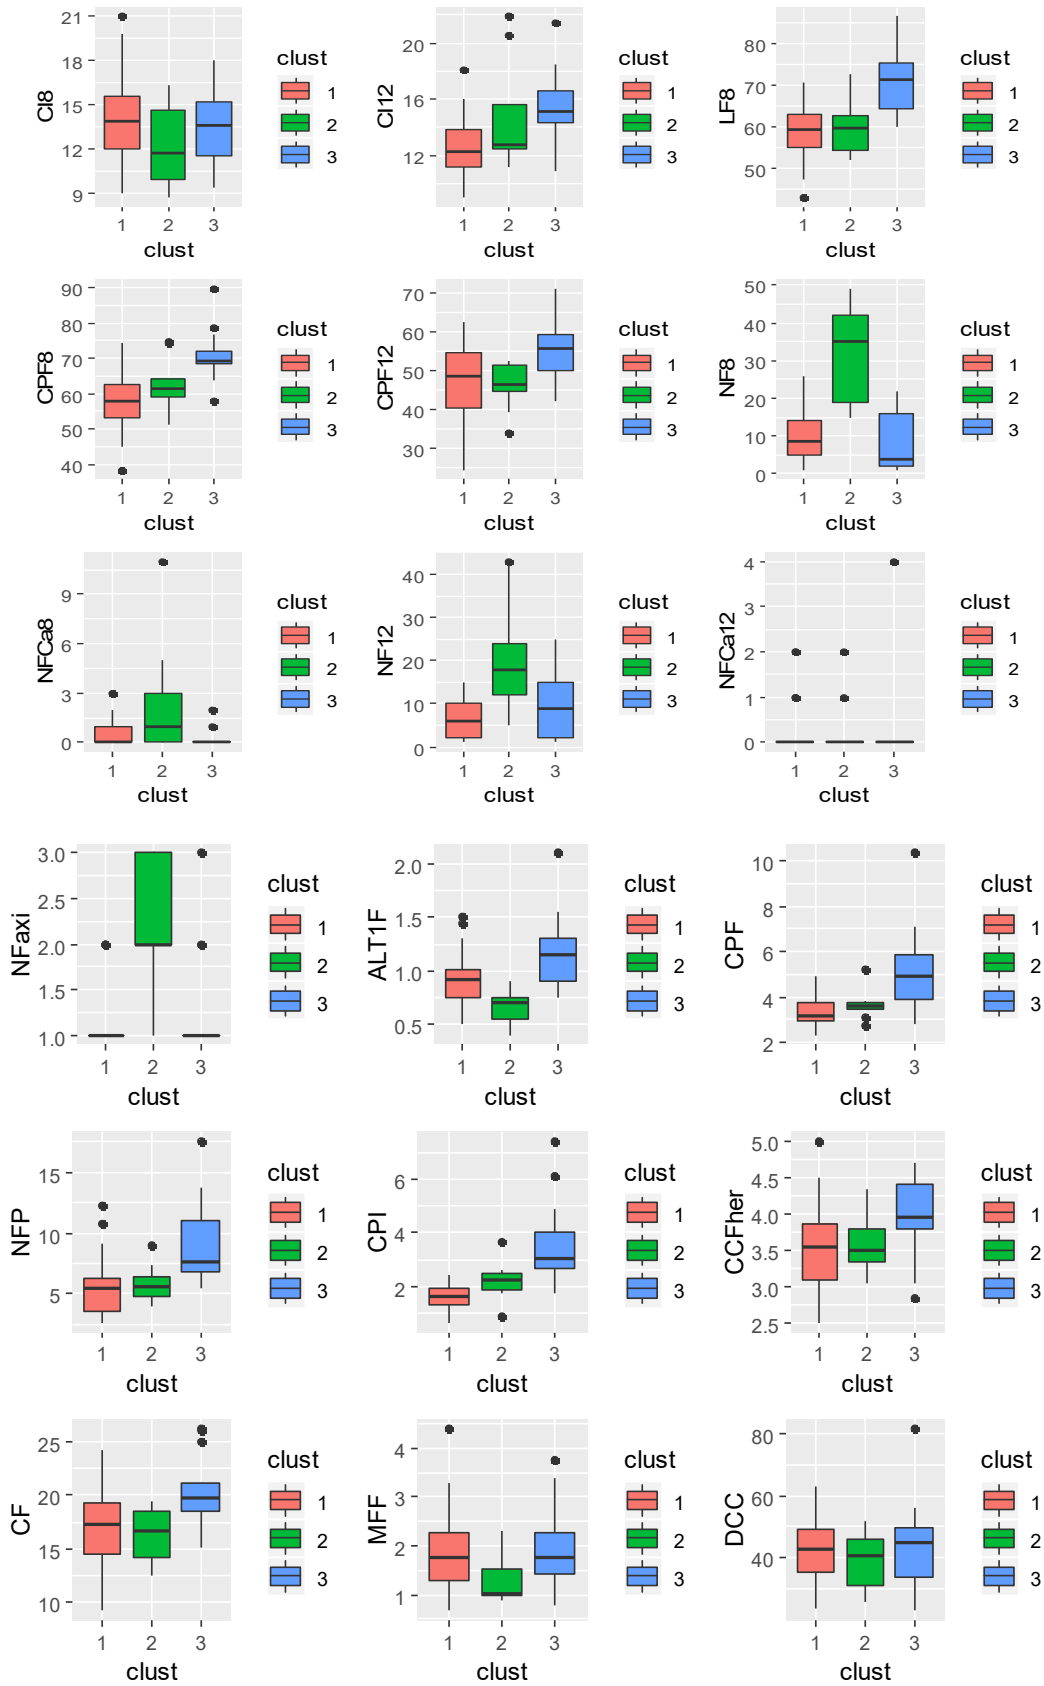 CI8
21
18
15
12
9
1 2 3
clust
clust
1
2
3
CI12
20
16
12
1 2 3
clust
clust
1
2
3
LF8
80
70
60
50
1 2 3
clust
clust
1
2
3
CPF8
90
80
70
60
50
40
1 2 3
clust
clust
1
2
3
CPF12
70
60
50
40
30
1 2 3
clust
clust
1
2
3
NF8
50
40
30
20
10
0
1 2 3
clust
clust
1
2
3
NFCa8
9
6
3
0
1 2 3
clust
clust
1
2
3
NF12
40
30
20
10
0
1 2 3
clust
clust
1
2
3
NFCa12
4
3
2
1
0
1 2 3
clust
clust
1
2
3
NFaxi
3.0
2.5
2.0
1.5
1.0
1 2 3
clust
clust
1
2
3
ALT1F
2.0
1.5
1.0
0.5
1 2 3
clust
clust
1
2
3
CPF
10
8
6
4
2
1 2 3
clust
clust
1
2
3
NFP
15
10
5
1 2 3
clust
clust
1
2
3
CPI
6
4
2
1 2 3
clust
clust
1
2
3
CCFher
5.0
4.5
4.0
3.5
3.0
2.5
1 2 3
clust
clust
1
2
3
CF
25
20
15
10
1 2 3
clust
clust
1
2
3
MFF
4
3
2
1
1 2 3
clust
clust
1
2
3
DCC
80
60
40
1 2 3
clust
clust
1
2
3